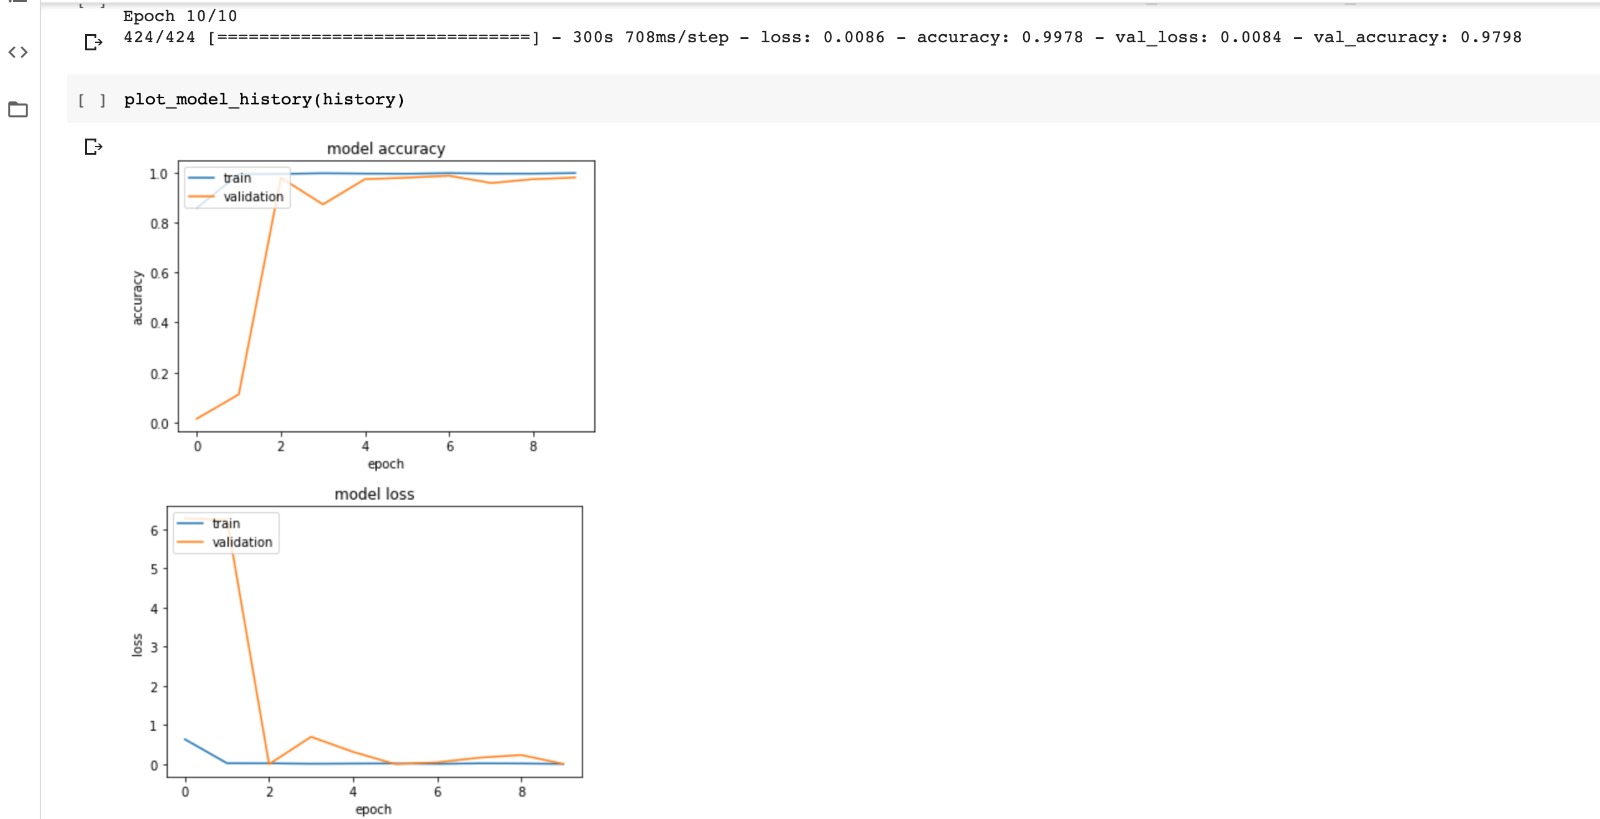 [ ]
Epoch 10/10
424/424 [==============================] - 300s 708ms/step - loss: 0.0086 - accuracy: 0.9978 - val_loss: 0.0084 - val_accuracy: 0.9798
[ ] plot_model_history(history)
model accuracy
train
validation
1.0
0.8
0.6
0.4
0.2
0.0
accuracy
0 2 4 6 8
epoch
model loss
train
validation
6
5
4
3
2
1
0
loss
0 2 4 6 8
epoch